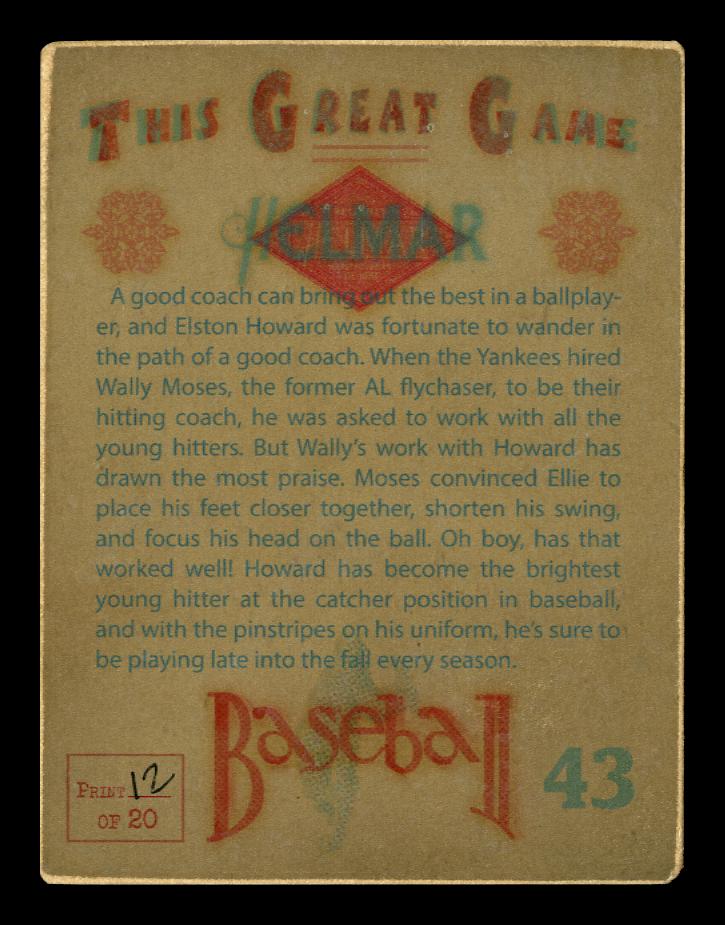 THIS GREAT GAME
HELMAR
A good coach can bring out the best in a ballplay-
er, and Elston Howard was fortunate to wander in
the path of a good coach. When the Yankees hired
Wally Moses, the former AL flychaser, to be their
hitting coach, he was asked to work with all the
young hitters. But Wally's work with Howard has
drawn the most praise. Moses convinced Ellie to
place his feet closer together, shorten his swing,
and focus his head on the ball. Oh boy, has that
worked well! Howard has become the brightest
young hitter at the catcher position in baseball,
and with the pinstripes on his uniform, he's sure to
be playing late into the fall every season.
Baseball
43
PRINT 12
OF 20